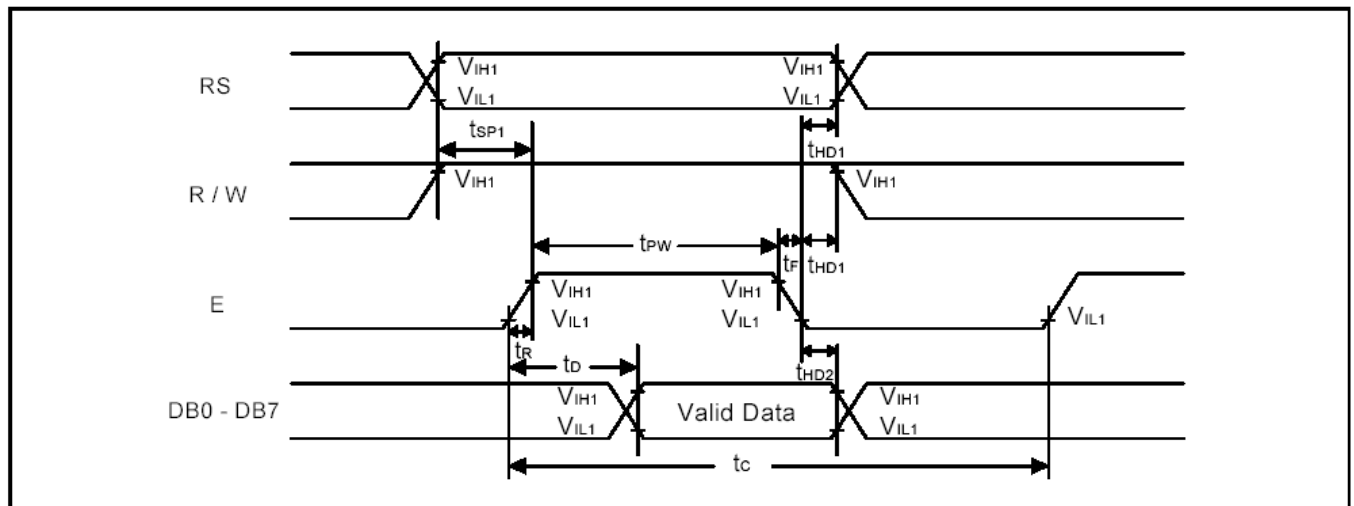 RS
VIH1
VIH1
VIL1
VIL1
tSP1
tHD1
R / W
VIH1
VIH1
tPW
tF
tHD1
E
VIH1
VIH1
VIL1
VIL1
VIL1
tR
tD
tHD2
DB0 - DB7
VIH1
Valid Data
VIH1
VIL1
VIL1
tC